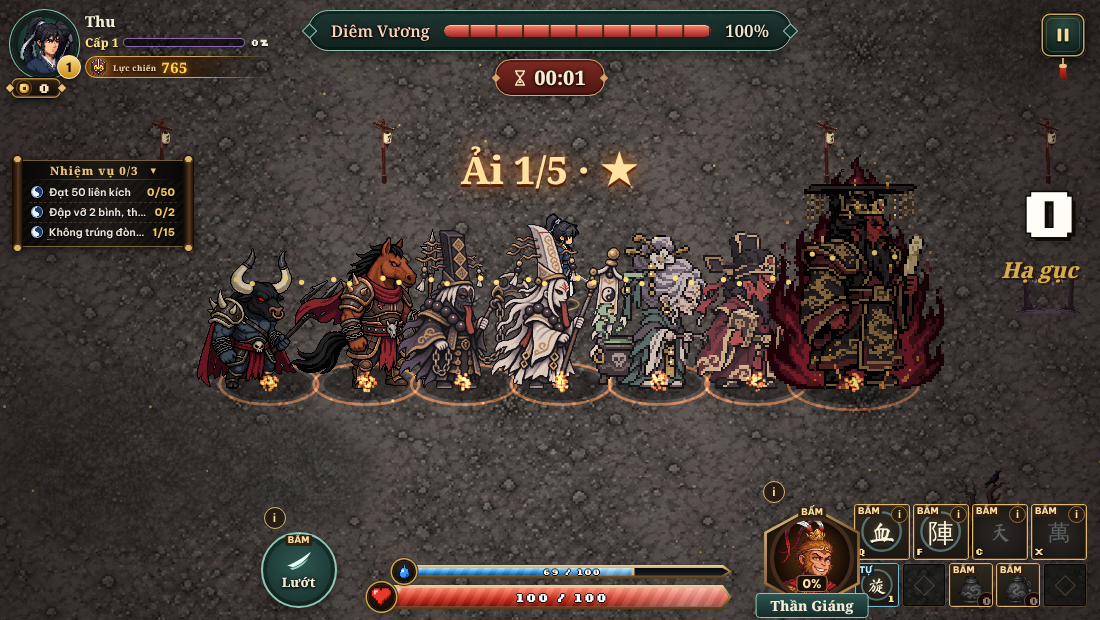 Thu
Cấp 1
0%
Lực chiến 765
1
0
Diêm Vương 100%
00:01
Ải 1/5 · ★
Nhiệm vụ 0/3 ▼
Đạt 50 liên kích 0/50
Đập vỡ 2 bình, th... 0/2
Không trúng đòn... 1/15
0
Hạ gục
i
BẤM
Lướt
69 / 100
100 / 100
i
BẤM
0%
Thần Giáng
BẤM i
血
Q
BẤM i
陣
F
BẤM i
天
C
BẤM i
萬
X
TỰ
旋
1
BẤM
0
BẤM
0